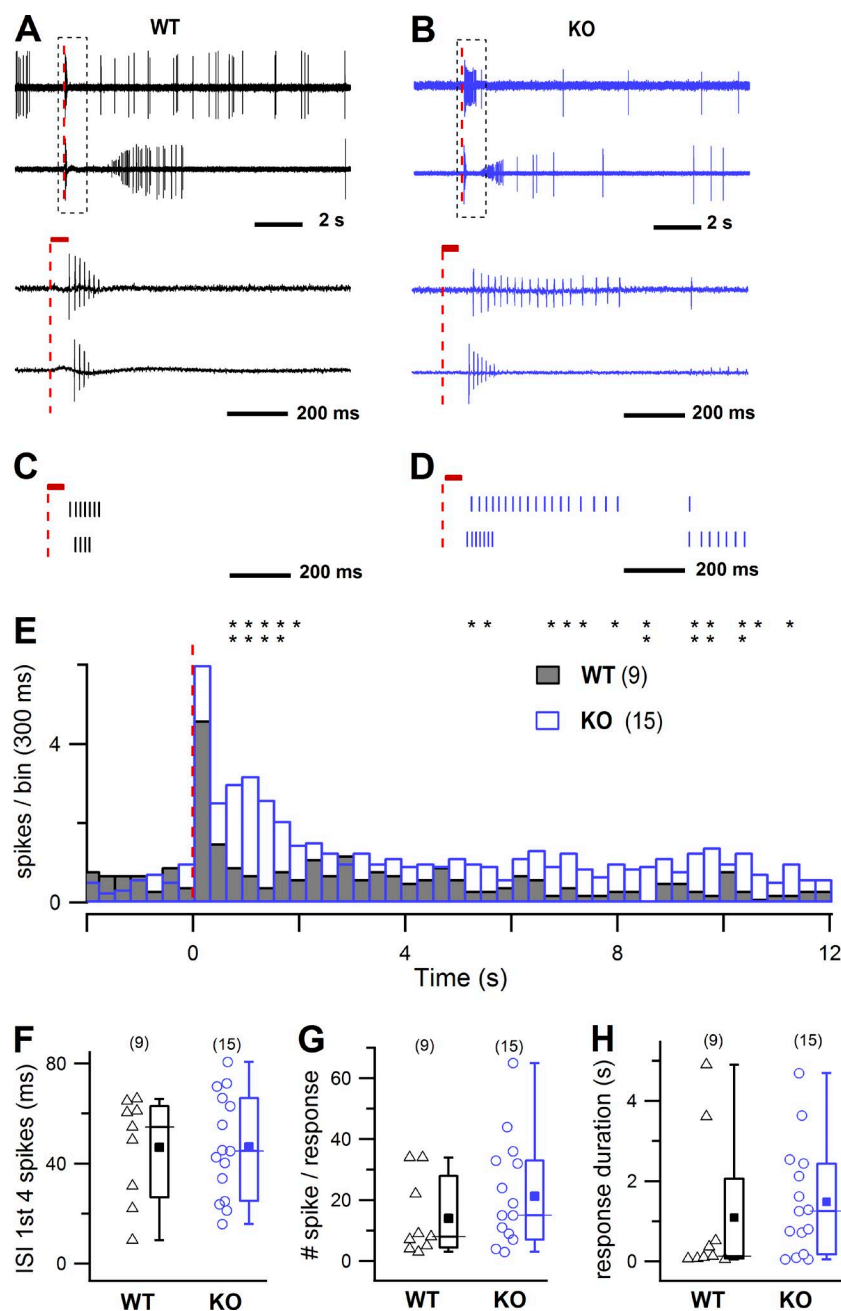 A WT B KO
2 s 2 s
200 ms 200 ms
C D
200 ms 200 ms
E
* * * * * * * * * * * * * * * * *
* * * * * * * *
WT (9)
KO (15)
spikes / bin (300 ms)
4
0
0 4 8 12
Time (s)
F G H
(9) (15) (9) (15) (9) (15)
ISI 1st 4 spikes (ms)
80
40
0
WT KO
# spike / response
60
40
20
0
WT KO
response duration (s)
4
2
0
WT KO